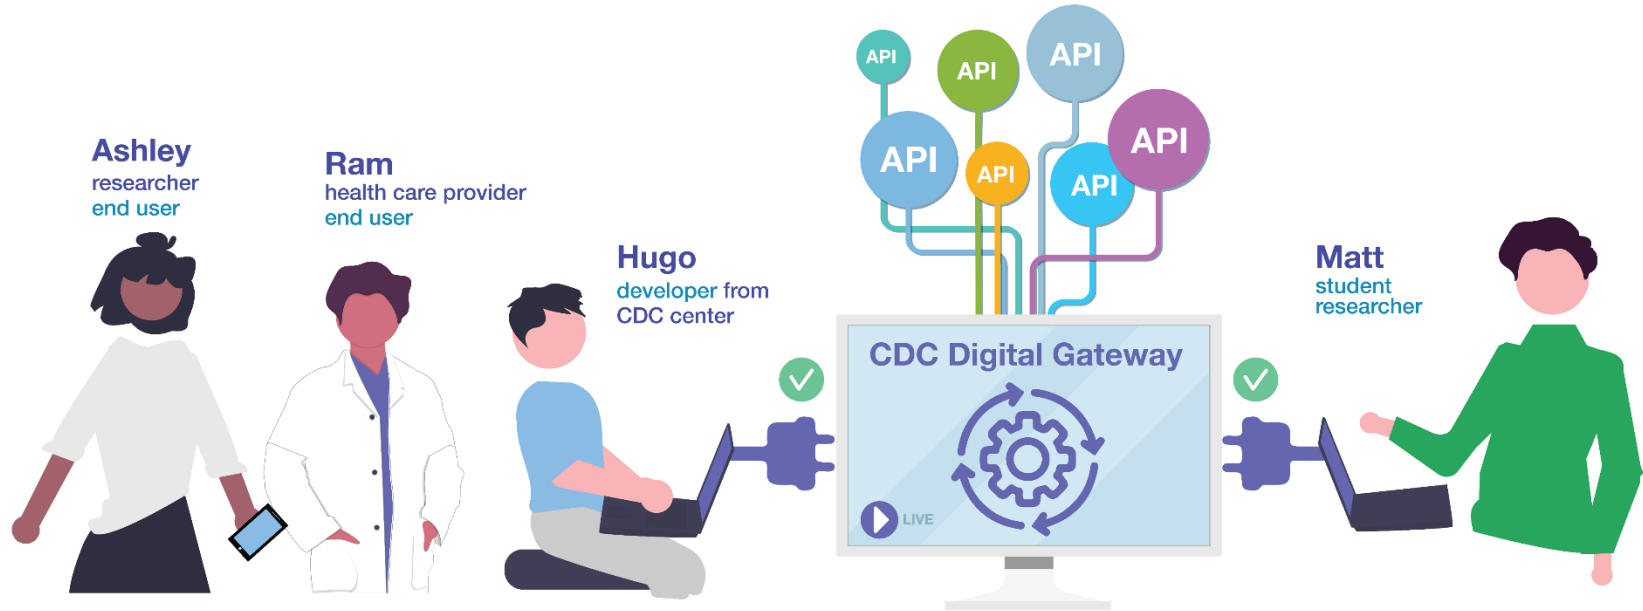 Ashley
researcher
end user
Ram
health care provider
end user
Hugo
developer from
CDC center
API
API
API
API
API
API
API
CDC Digital Gateway
LIVE
Matt
student
researcher